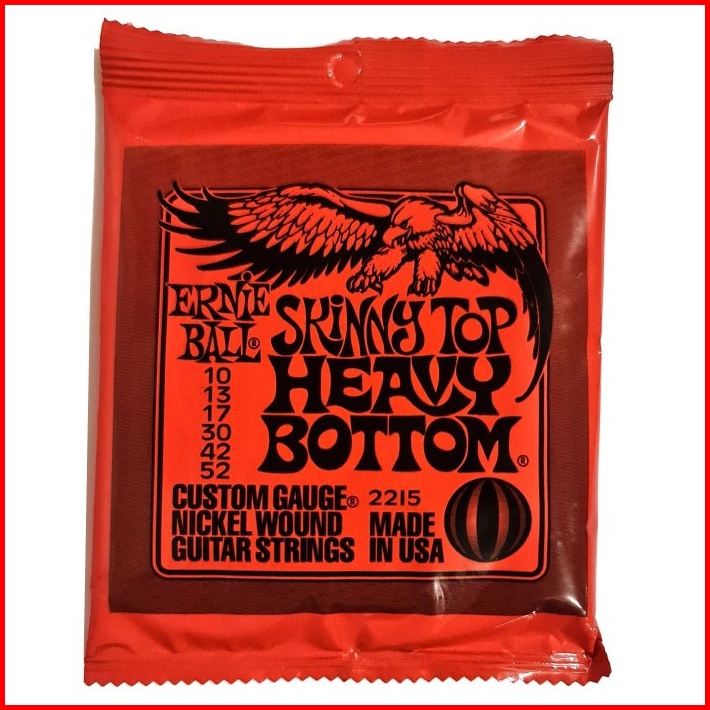 ERNIE
BALL®
SKINNY TOP
HEAVY
BOTTOM®
10
13
17
30
42
52
CUSTOM GAUGE® 2215
NICKEL WOUND
GUITAR STRINGS
MADE
IN USA